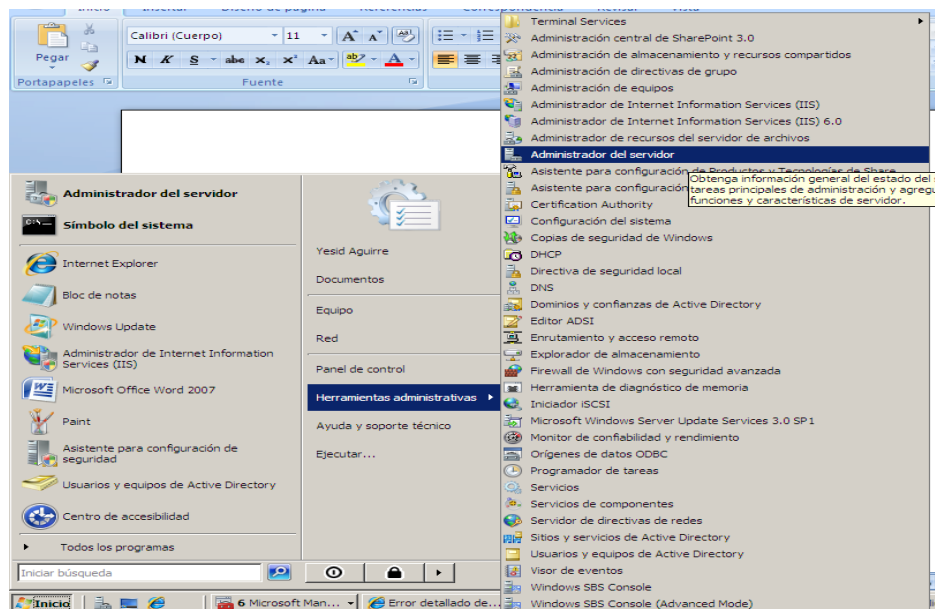 Inicio Insertar Diseño de página Referencias Correspondencia Revisar Vista
Calibri (Cuerpo) 11
Pegar
N K S abc x₂ x² Aa ab A
Portapapeles Fuente
Administrador del servidor
Símbolo del sistema
Internet Explorer
Bloc de notas
Windows Update
Administrador de Internet Information
Services (IIS)
Microsoft Office Word 2007
Paint
Asistente para configuración de
seguridad
Usuarios y equipos de Active Directory
Centro de accesibilidad
Todos los programas
Iniciar búsqueda
Yesid Aguirre
Documentos
Equipo
Red
Panel de control
Herramientas administrativas
Ayuda y soporte técnico
Ejecutar...
Terminal Services
Administración central de SharePoint 3.0
Administración de almacenamiento y recursos compartidos
Administración de directivas de grupo
Administración de equipos
Administrador de Internet Information Services (IIS)
Administrador de Internet Information Services (IIS) 6.0
Administrador de recursos del servidor de archivos
Administrador del servidor
Asistente para configuración de Productos y Tecnologías de Share
Asistente para configuración
Obtenga información general del estado del
tareas principales de administración y agregu
funciones y características de servidor.
Certification Authority
Configuración del sistema
Copias de seguridad de Windows
DHCP
Directiva de seguridad local
DNS
Dominios y confianzas de Active Directory
Editor ADSI
Enrutamiento y acceso remoto
Explorador de almacenamiento
Firewall de Windows con seguridad avanzada
Herramienta de diagnóstico de memoria
Iniciador iSCSI
Microsoft Windows Server Update Services 3.0 SP1
Monitor de confiabilidad y rendimiento
Orígenes de datos ODBC
Programador de tareas
Servicios
Servicios de componentes
Servidor de directivas de redes
Sitios y servicios de Active Directory
Usuarios y equipos de Active Directory
Visor de eventos
Windows SBS Console
Windows SBS Console (Advanced Mode)
Inicio 6 Microsoft Man... Error detallado de...